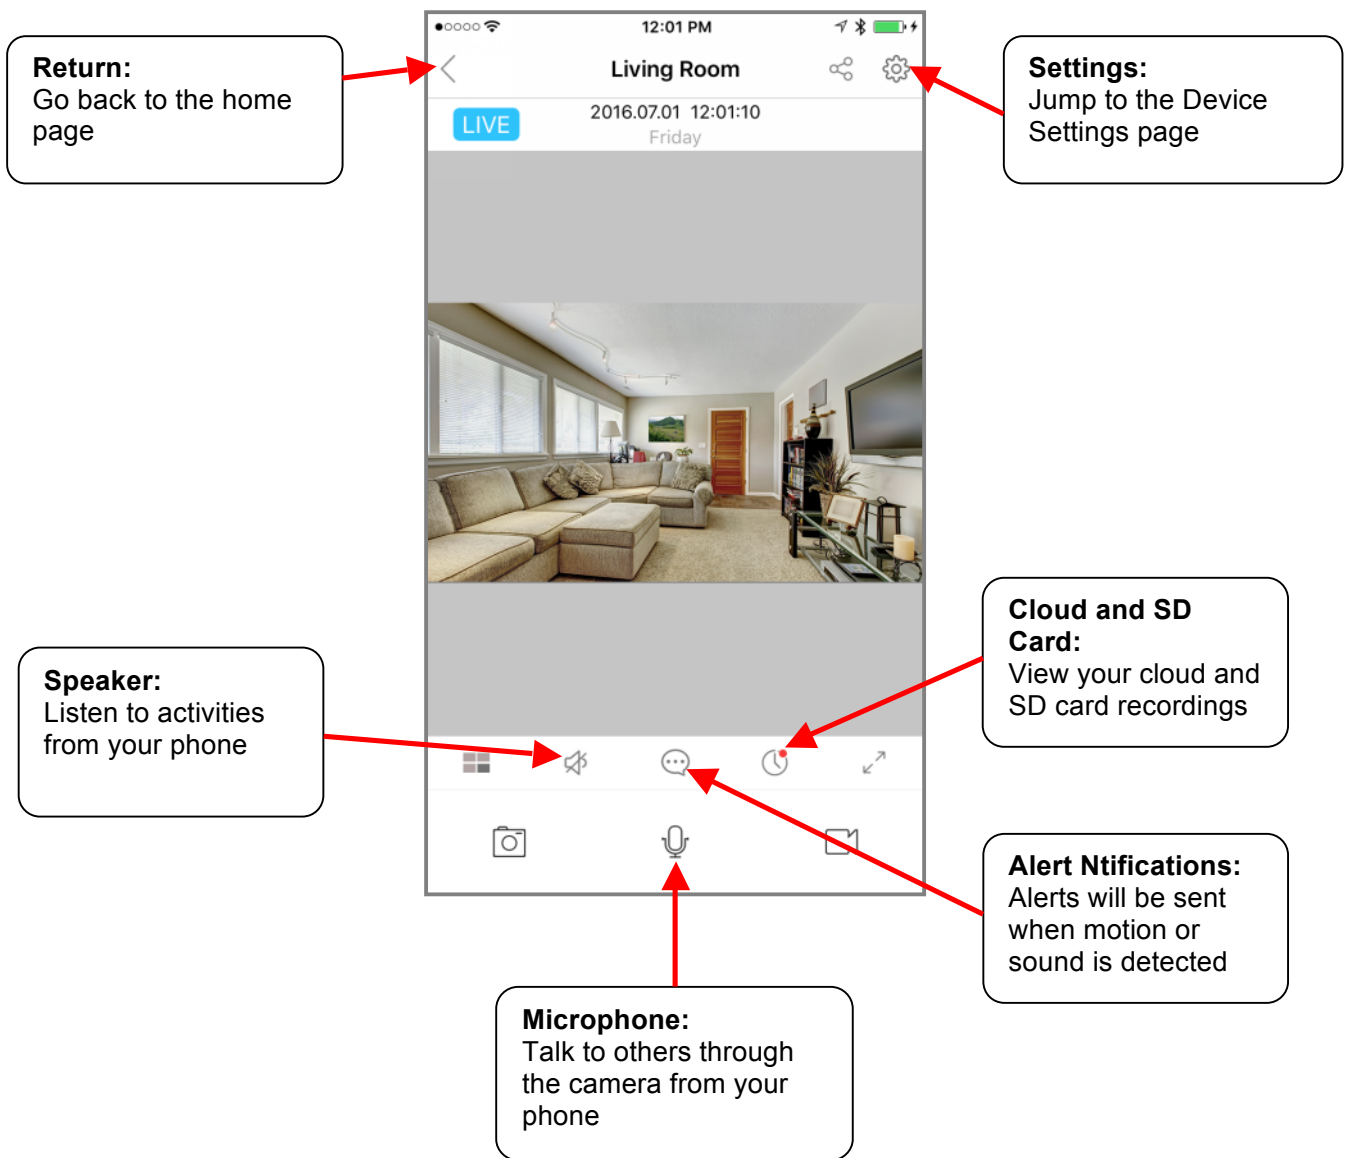 12:01 PM
Return:
Go back to the home
page
Living Room
Settings:
Jump to the Device
Settings page
LIVE
2016.07.01 12:01:10
Friday
Cloud and SD
Card:
View your cloud and
SD card recordings
Speaker:
Listen to activities
from your phone
Alert Ntifications:
Alerts will be sent
when motion or
sound is detected
Microphone:
Talk to others through
the camera from your
phone